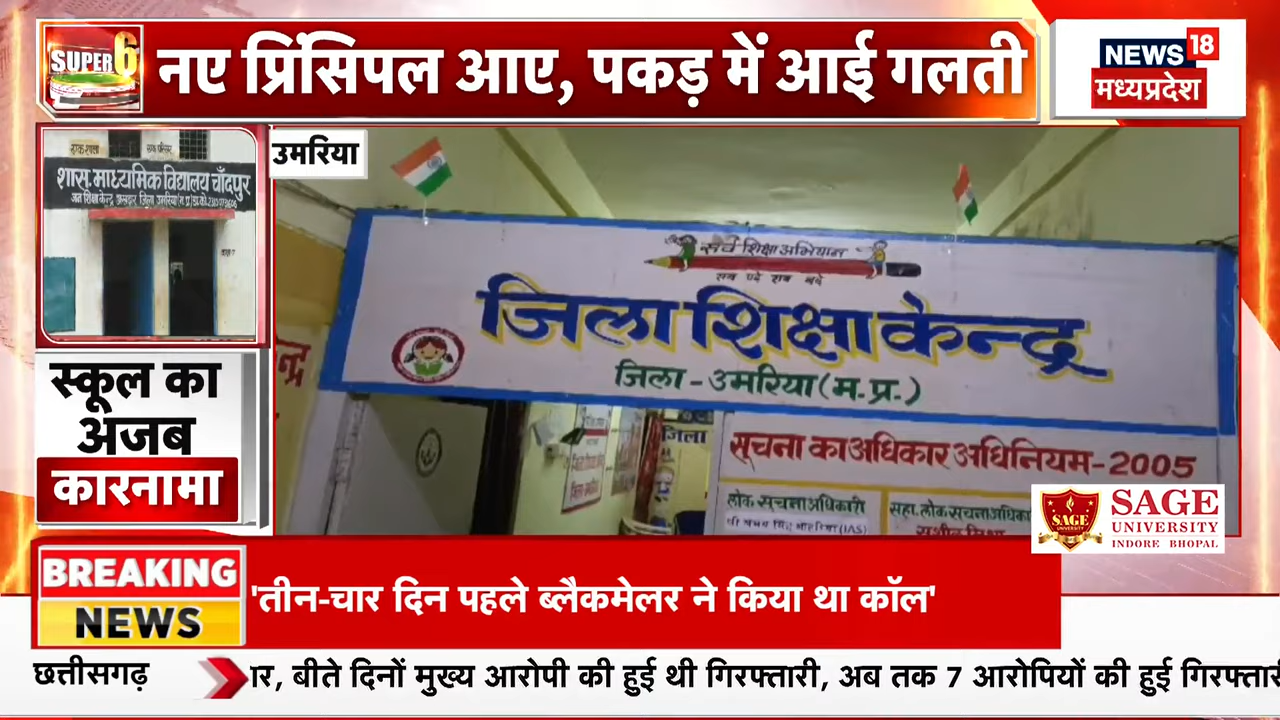 SUPER 6
नए प्रिंसिपल आए, पकड़ में आई गलती
NEWS 18
मध्यप्रदेश
शास. माध्यमिक विद्यालय चाँदपुर
उमरिया
सर्व शिक्षा अभियान
सब पढ़े सब बढ़े
जिला शिक्षा केन्द्र
जिला - उमरिया (म.प्र.)
सूचना का अधिकार अधिनियम - 2005
लोक सूचना अधिकारी
(IAS)
सहा. लोक सूचना अधिका
जिला
न्द्र
स्कूल का
अजब
कारनामा
SAGE
SAGE
UNIVERSITY
INDORE BHOPAL
BREAKING
NEWS
'तीन-चार दिन पहले ब्लैकमेलर ने किया था कॉल'
छत्तीसगढ़
ार, बीते दिनों मुख्य आरोपी की हुई थी गिरफ्तारी, अब तक 7 आरोपियों की हुई गिरफ्तारी